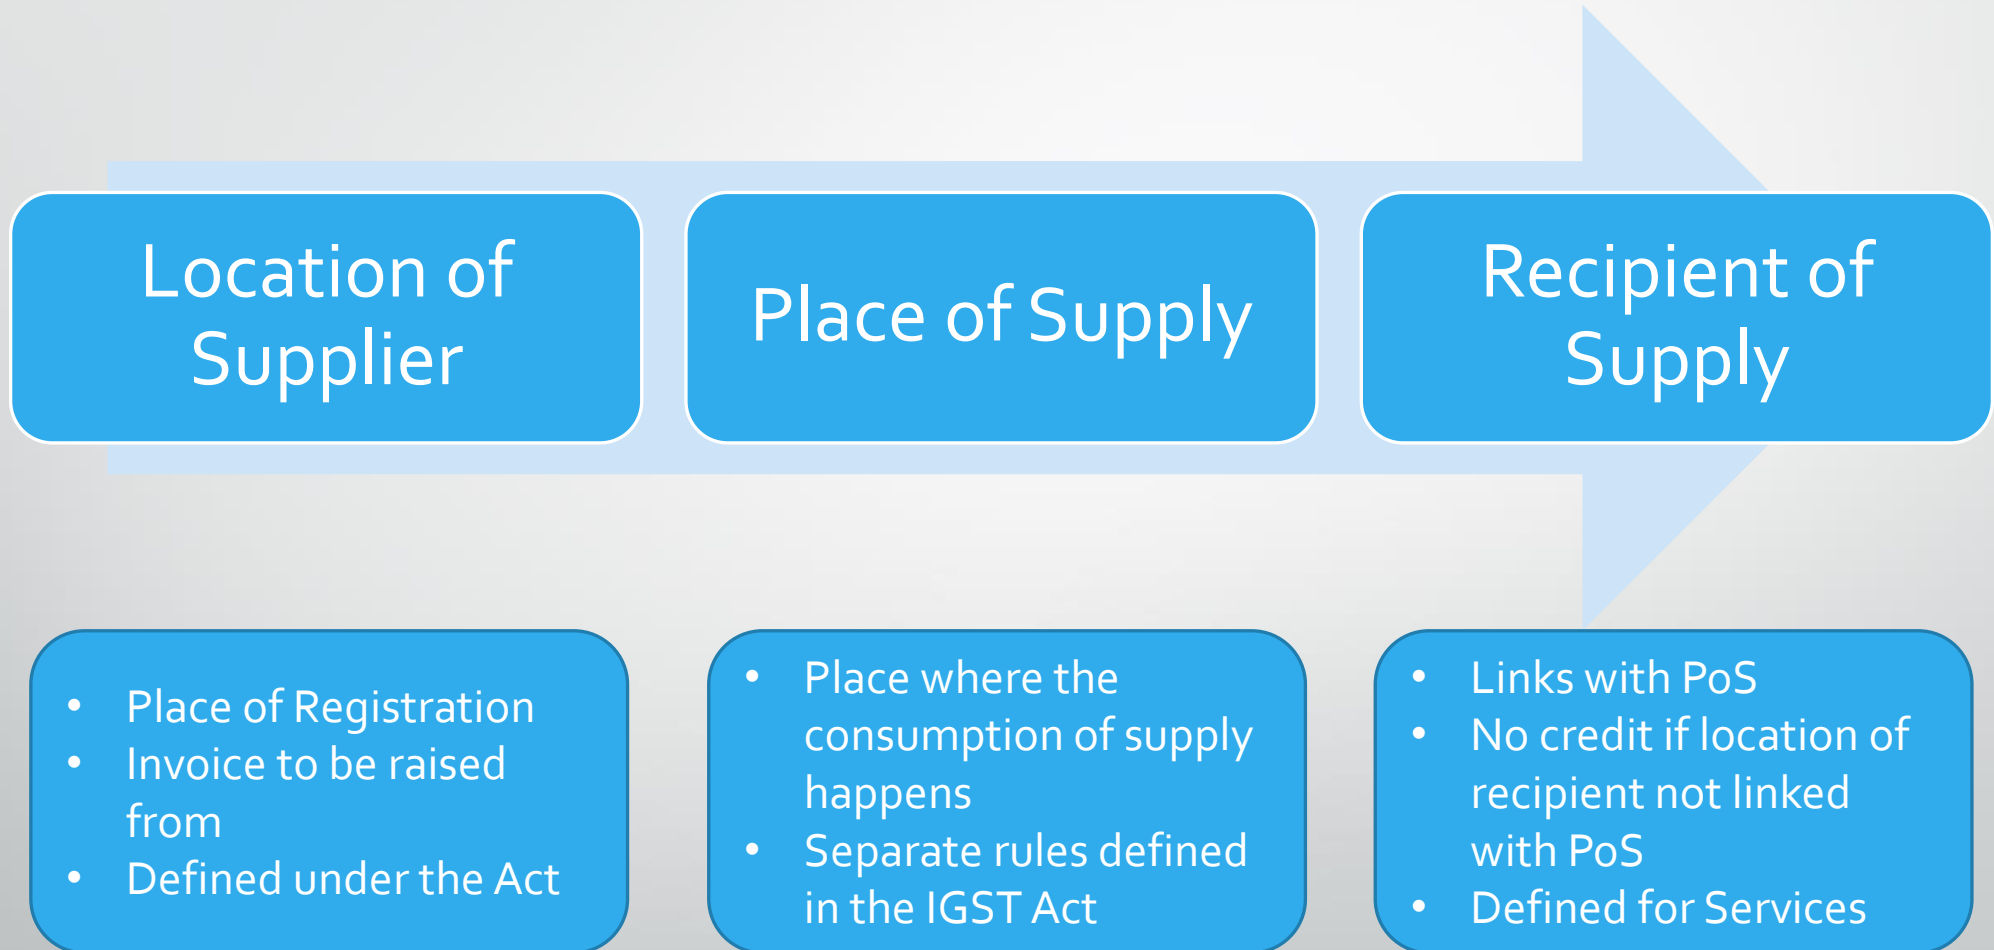 Location of
Supplier
Place of Supply
Recipient of
Supply
• Place of Registration
• Invoice to be raised
from
• Defined under the Act
• Place where the
consumption of supply
happens
• Separate rules defined
in the IGST Act
• Links with PoS
• No credit if location of
recipient not linked
with PoS
• Defined for Services